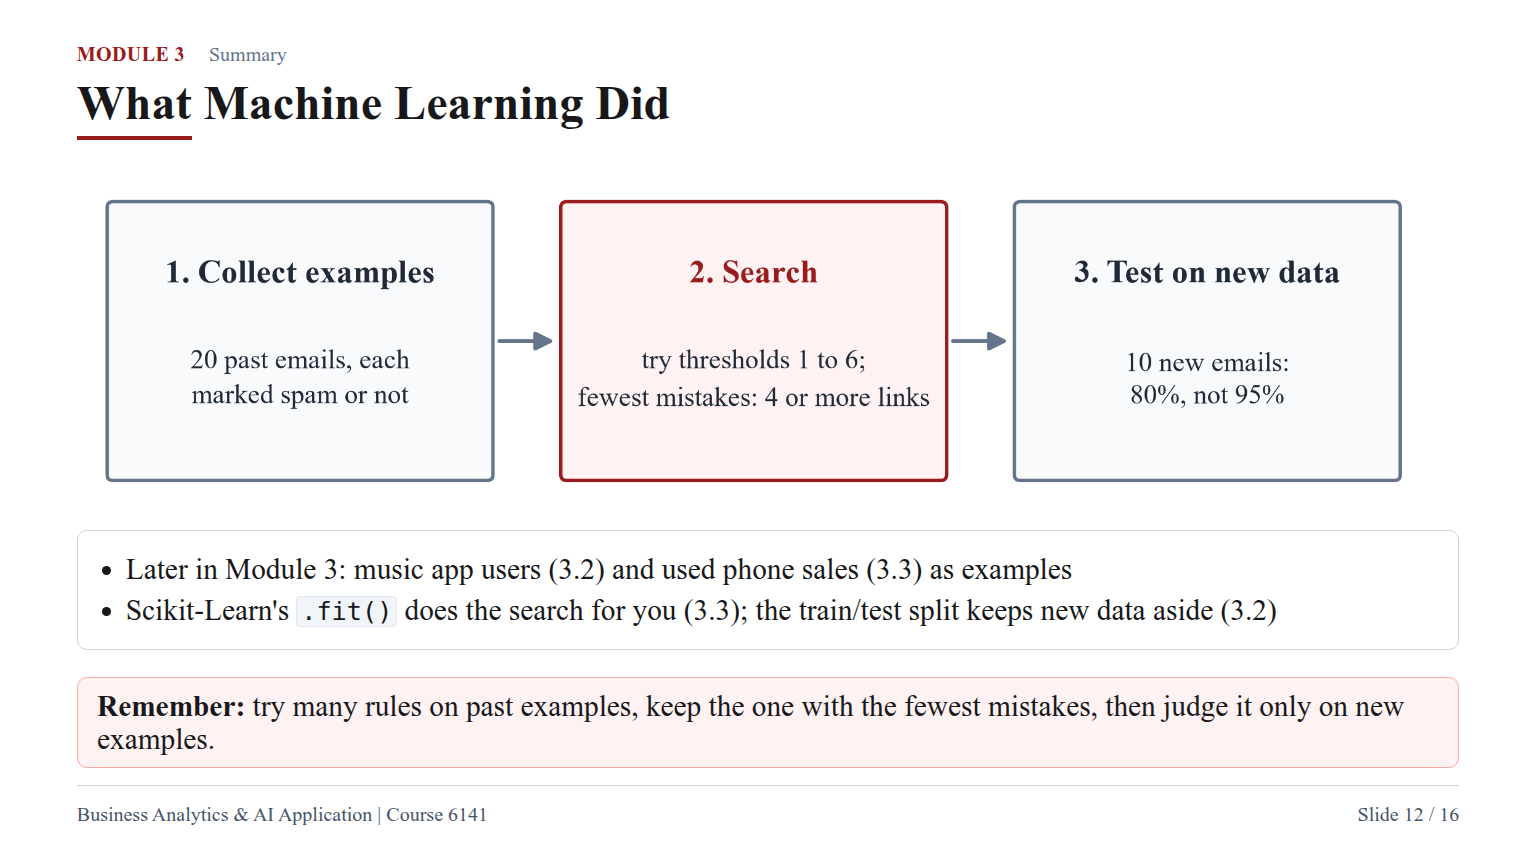 MODULE 3 Summary
What Machine Learning Did
1. Collect examples
20 past emails, each
marked spam or not
2. Search
try thresholds 1 to 6;
fewest mistakes: 4 or more links
3. Test on new data
10 new emails:
80%, not 95%
• Later in Module 3: music app users (3.2) and used phone sales (3.3) as examples
• Scikit-Learn's .fit() does the search for you (3.3); the train/test split keeps new data aside (3.2)
Remember: try many rules on past examples, keep the one with the fewest mistakes, then judge it only on new
examples.
Business Analytics & AI Application | Course 6141
Slide 12 / 16